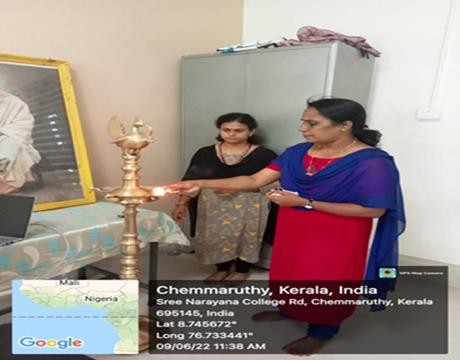 GPS Map Camera
Mali
Nigeria
Google
Chemmaruthy, Kerala, India
Sree Narayana College Rd, Chemmaruthy, Kerala
695145, India
Lat 8.745672°
Long 76.733441°
09/06/22 11:38 AM